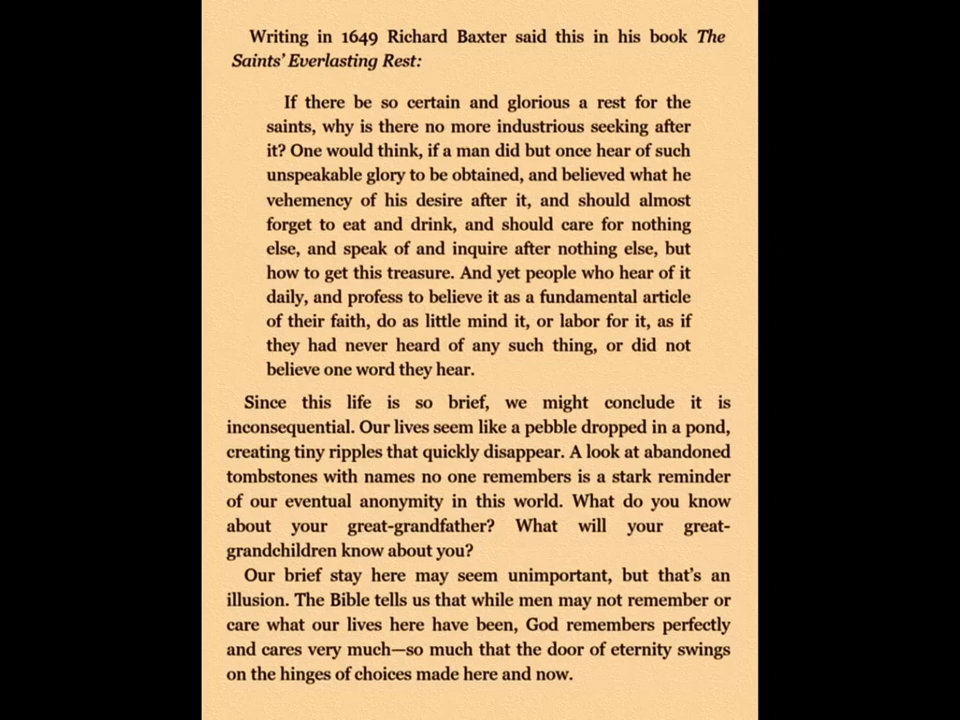 Writing in 1649 Richard Baxter said this in his book The
Saints’ Everlasting Rest:
If there be so certain and glorious a rest for the
saints, why is there no more industrious seeking after
it? One would think, if a man did but once hear of such
unspeakable glory to be obtained, and believed what he
vehemency of his desire after it, and should almost
forget to eat and drink, and should care for nothing
else, and speak of and inquire after nothing else, but
how to get this treasure. And yet people who hear of it
daily, and profess to believe it as a fundamental article
of their faith, do as little mind it, or labor for it, as if
they had never heard of any such thing, or did not
believe one word they hear.
Since this life is so brief, we might conclude it is
inconsequential. Our lives seem like a pebble dropped in a pond,
creating tiny ripples that quickly disappear. A look at abandoned
tombstones with names no one remembers is a stark reminder
of our eventual anonymity in this world. What do you know
about your great-grandfather? What will your great-
grandchildren know about you?
Our brief stay here may seem unimportant, but that’s an
illusion. The Bible tells us that while men may not remember or
care what our lives here have been, God remembers perfectly
and cares very much—so much that the door of eternity swings
on the hinges of choices made here and now.